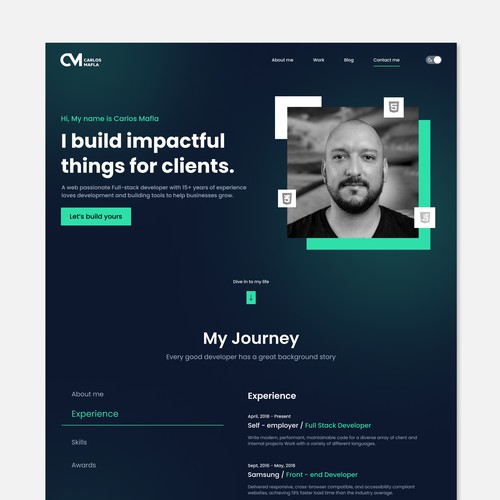 CM CARLOS
MAFLA
About me Work Blog Contact me
Hi, My name is Carlos Mafla
I build impactful
things for clients.
A web passionate Full-stack developer with 15+ years of experience
loves development and building tools to help businesses grow.
Let's build yours
5
5
Dive in to my life
My Journey
Every good developer has a great background story
About me
Experience
Skills
Awards
Experience
April, 2018 - Present
Self - employer / Full Stack Developer
Write modern, performant, maintainable code for a diverse array of client and
internal projects Work with a variety of different languages.
Sept, 2016 - May, 2018
Samsung / Front - end Developer
Delivered responsive, cross-browser compatible, and accessibility compliant
websites, achieving 15% faster load time than the industry average.